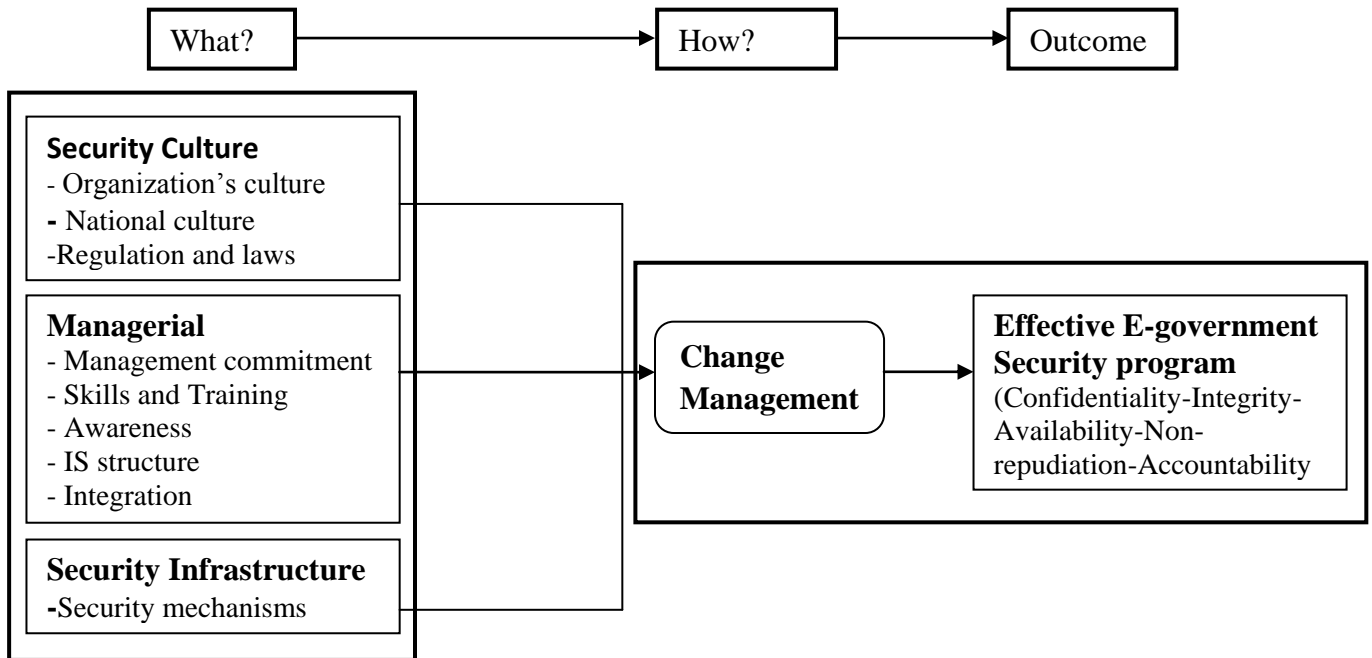 What?
How?
Outcome
Security Culture
- Organization’s culture
- National culture
-Regulation and laws
Managerial
- Management commitment
- Skills and Training
- Awareness
- IS structure
- Integration
Security Infrastructure
-Security mechanisms
Change
Management
Effective E-government
Security program
(Confidentiality-Integrity-
Availability-Non-
repudiation-Accountability